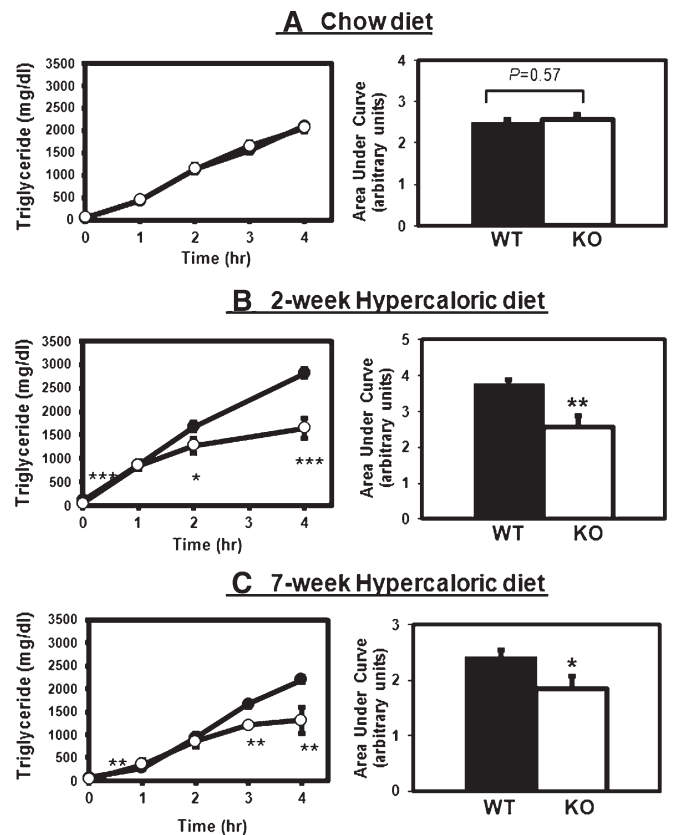 A Chow diet
Triglyceride (mg/dl)
3500
3000
2500
2000
1500
1000
500
0
0 1 2 3 4
Time (hr)
Area Under Curve
(arbitrary units)
4
3
2
1
0
P=0.57
WT KO
B 2-week Hypercaloric diet
Triglyceride (mg/dl)
3500
3000
2500
2000
1500
1000
500
0
*** * ***
0 1 2 3 4
Time (hr)
Area Under Curve
(arbitrary units)
5
4
3
2
1
0
**
WT KO
C 7-week Hypercaloric diet
Triglyceride (mg/dl)
3500
3000
2500
2000
1500
1000
500
0
** ** **
0 1 2 3 4
Time (hr)
Area Under Curve
(arbitrary units)
3
2
1
0
*
WT KO